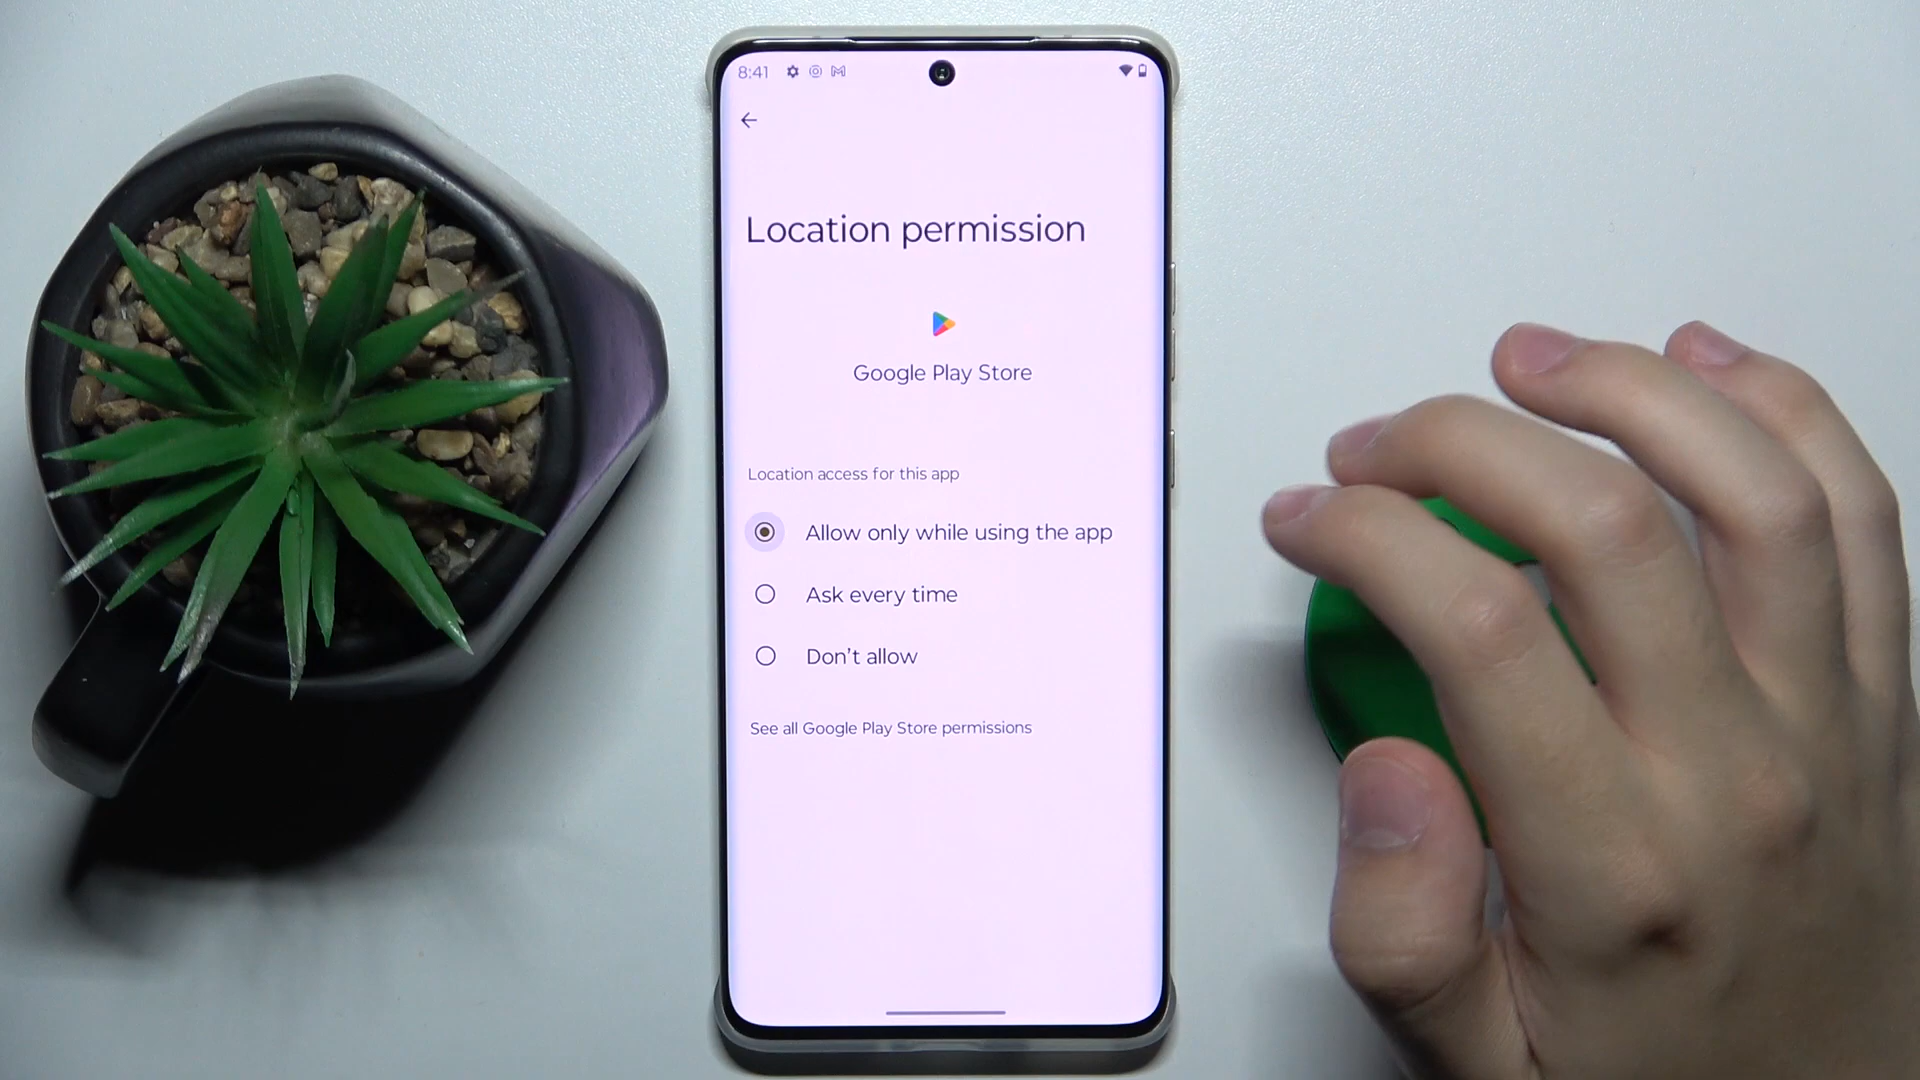 8:41
Location permission
Google Play Store
Location access for this app
Allow only while using the app
Ask every time
Don't allow
See all Google Play Store permissions